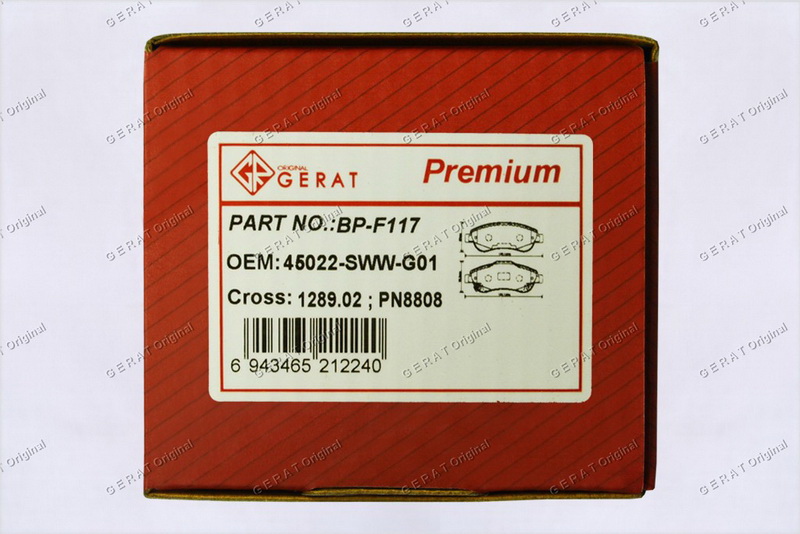 ORIGINAL
GERAT
Premium
PART NO.:BP-F117
OEM: 45022-SWW-G01
Cross: 1289.02 ; PN8808
6 943465 212240
GERAT Original